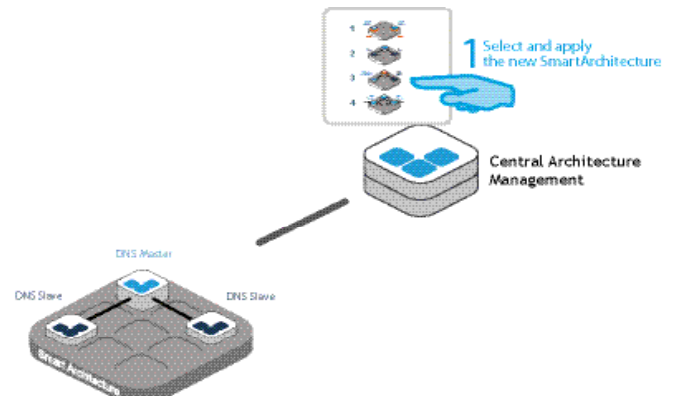 1
2
3
4
1 Select and apply
the new SmartArchitecture
Central Architecture
Management
DNS Master
DNS Slave
DNS Slave
Smart Architecture